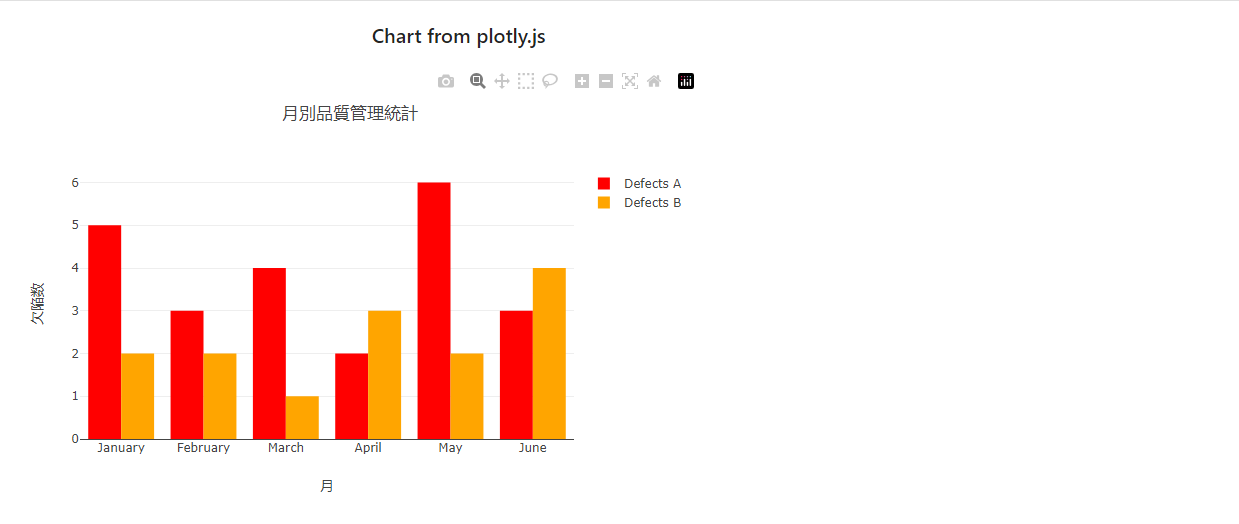 Chart from plotly.js
月別品質管理統計
6
5
4
3
2
1
0
欠陥数
January February March April May June
月
Defects A
Defects B